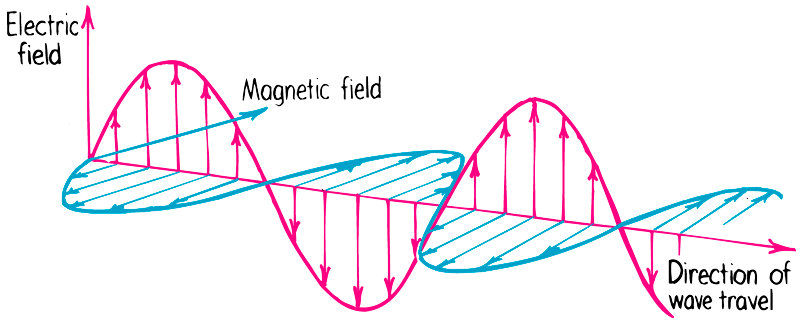 Electric
field
Magnetic field
Direction of
wave travel